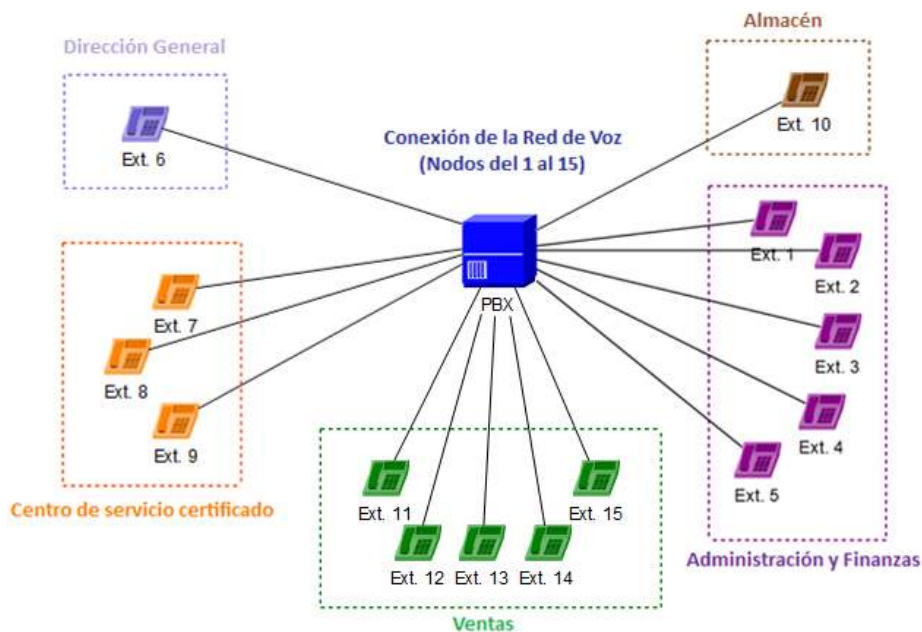 Dirección General
Ext. 6
Almacén
Ext. 10
Conexión de la Red de Voz
(Nodos del 1 al 15)
PBX
Ext. 1
Ext. 2
Ext. 3
Ext. 4
Ext. 5
Administración y Finanzas
Ext. 7
Ext. 8
Ext. 9
Centro de servicio certificado
Ext. 11
Ext. 15
Ext. 12
Ext. 13
Ext. 14
Ventas